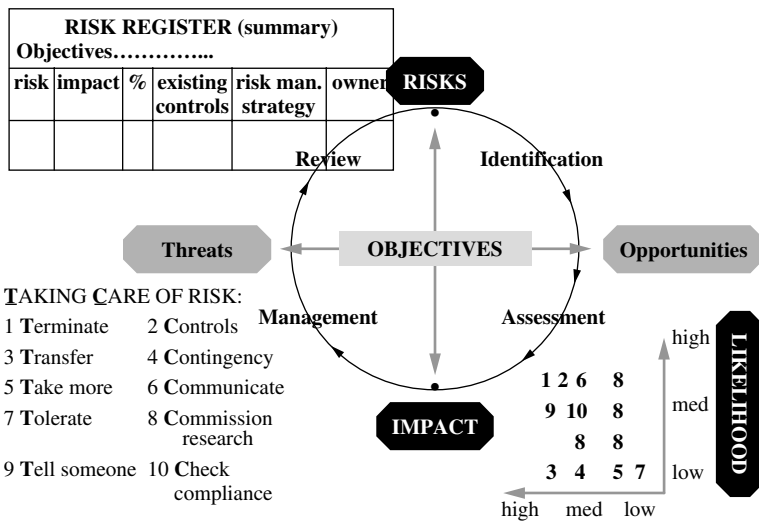 RISK REGISTER (summary)
Objectives…………...
risk impact % existing controls risk man. strategy owner
RISKS
Review
Identification
Threats
OBJECTIVES
Opportunities
Management
Assessment
IMPACT
TAKING CARE OF RISK:
1 Terminate 2 Controls
3 Transfer 4 Contingency
5 Take more 6 Communicate
7 Tolerate 8 Commission
research
9 Tell someone 10 Check
compliance
high
1 2 6 8
9 10 8 med
8 8
3 4 5 7 low
high med low
LIKELIHOOD